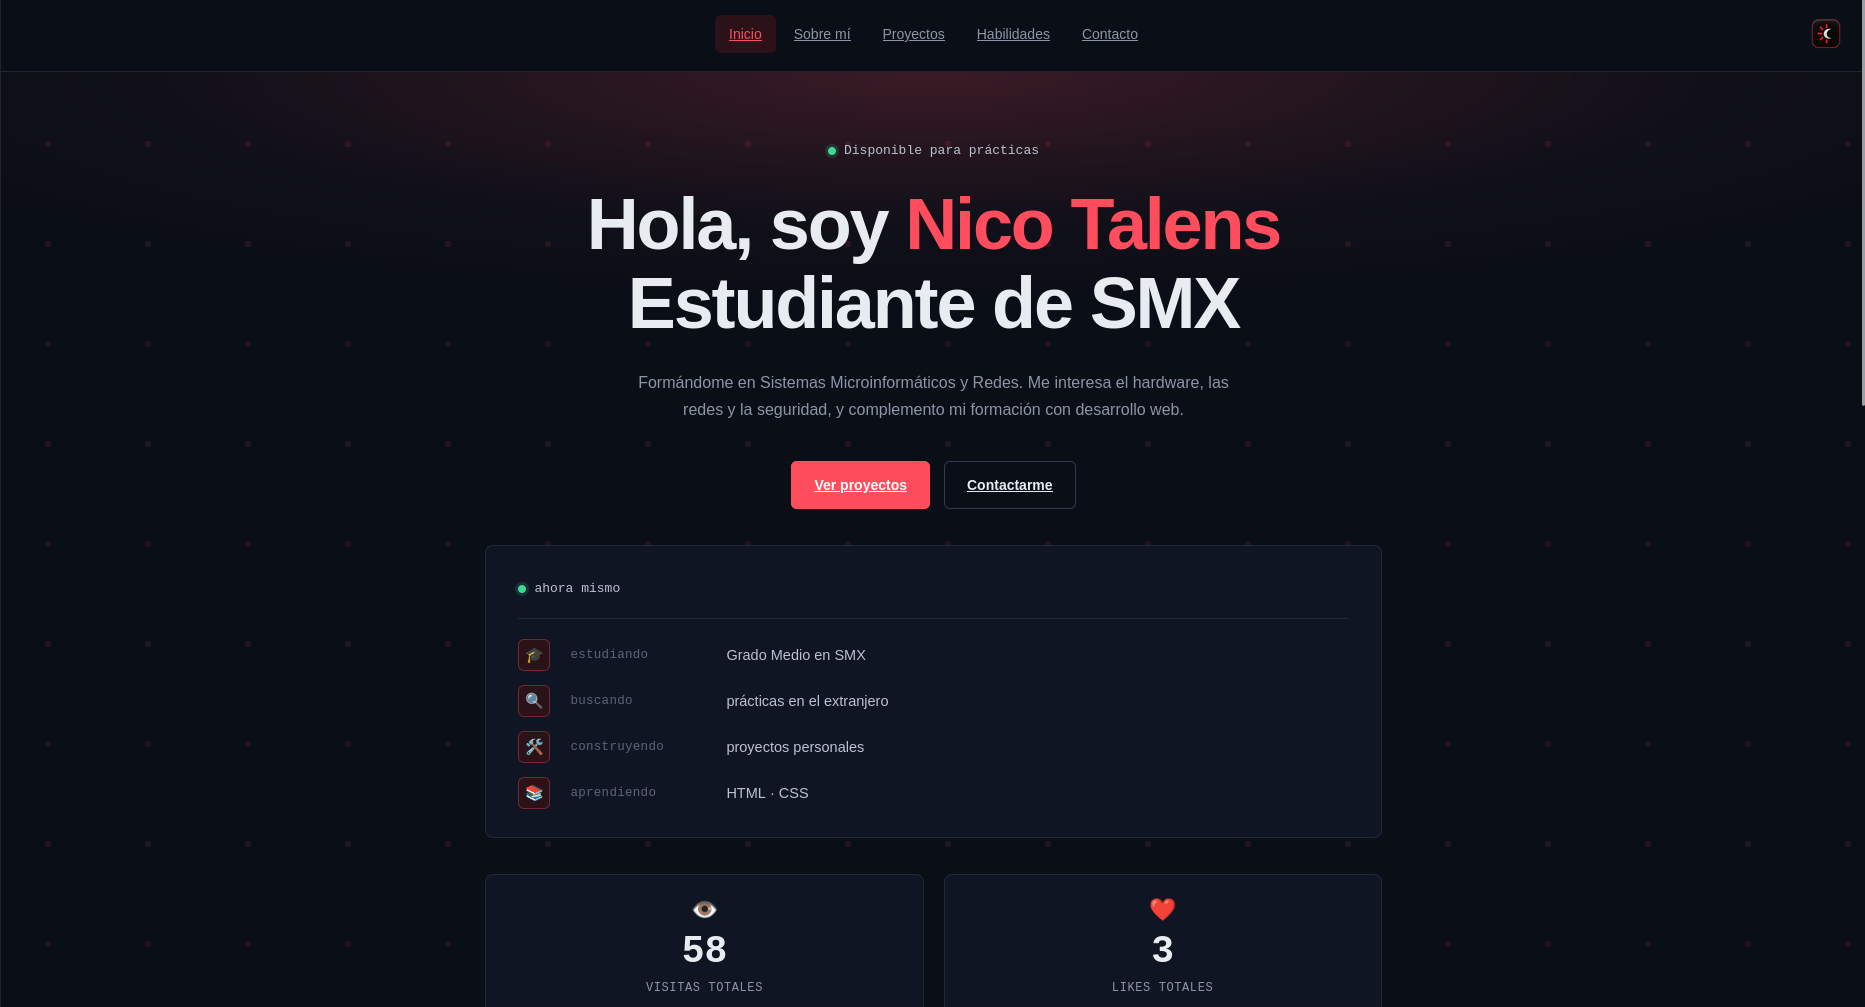 Inicio Sobre mí Proyectos Habilidades Contacto
Disponible para prácticas
Hola, soy Nico Talens
Estudiante de SMX
Formándome en Sistemas Microinformáticos y Redes. Me interesa el hardware, las
redes y la seguridad, y complemento mi formación con desarrollo web.
Ver proyectos Contactarme
ahora mismo
estudiando Grado Medio en SMX
buscando prácticas en el extranjero
construyendo proyectos personales
aprendiendo HTML · CSS
58 3
VISITAS TOTALES LIKES TOTALES